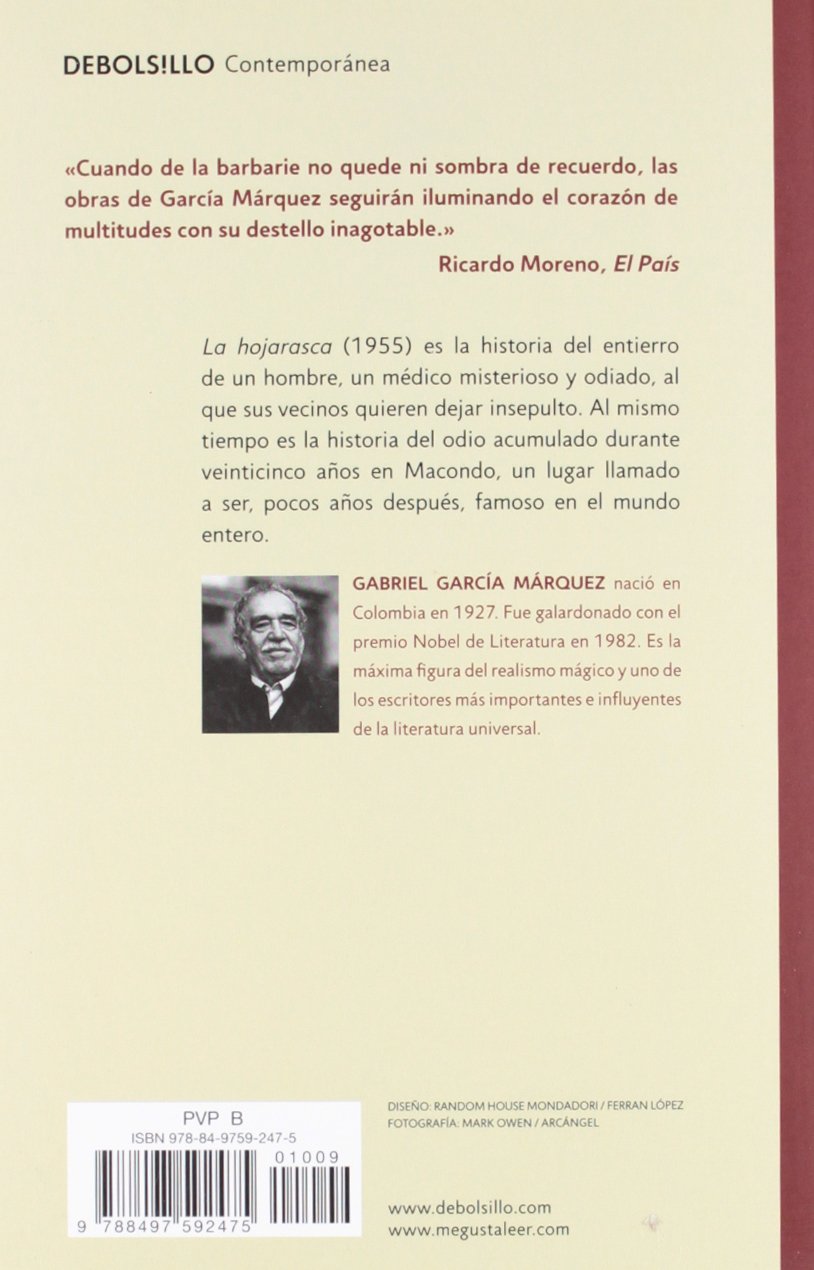 DEBOLS!LLO Contemporánea
«Cuando de la barbarie no quede ni sombra de recuerdo, las
obras de García Márquez seguirán iluminando el corazón de
multitudes con su destello inagotable.»
Ricardo Moreno, El País
La hojarasca (1955) es la historia del entierro
de un hombre, un médico misterioso y odiado, al
que sus vecinos quieren dejar insepulto. Al mismo
tiempo es la historia del odio acumulado durante
veinticinco años en Macondo, un lugar llamado
a ser, pocos años después, famoso en el mundo
entero.
GABRIEL GARCÍA MÁRQUEZ nació en
Colombia en 1927. Fue galardonado con el
premio Nobel de Literatura en 1982. Es la
máxima figura del realismo mágico y uno de
los escritores más importantes e influyentes
de la literatura universal.
PVP B
ISBN 978-84-9759-247-5
01009
9 788497 592475
DISEÑO: RANDOM HOUSE MONDADORI / FERRAN LÓPEZ
FOTOGRAFÍA: MARK OWEN / ARCÁNGEL
www.debolsillo.com
www.megustaleer.com